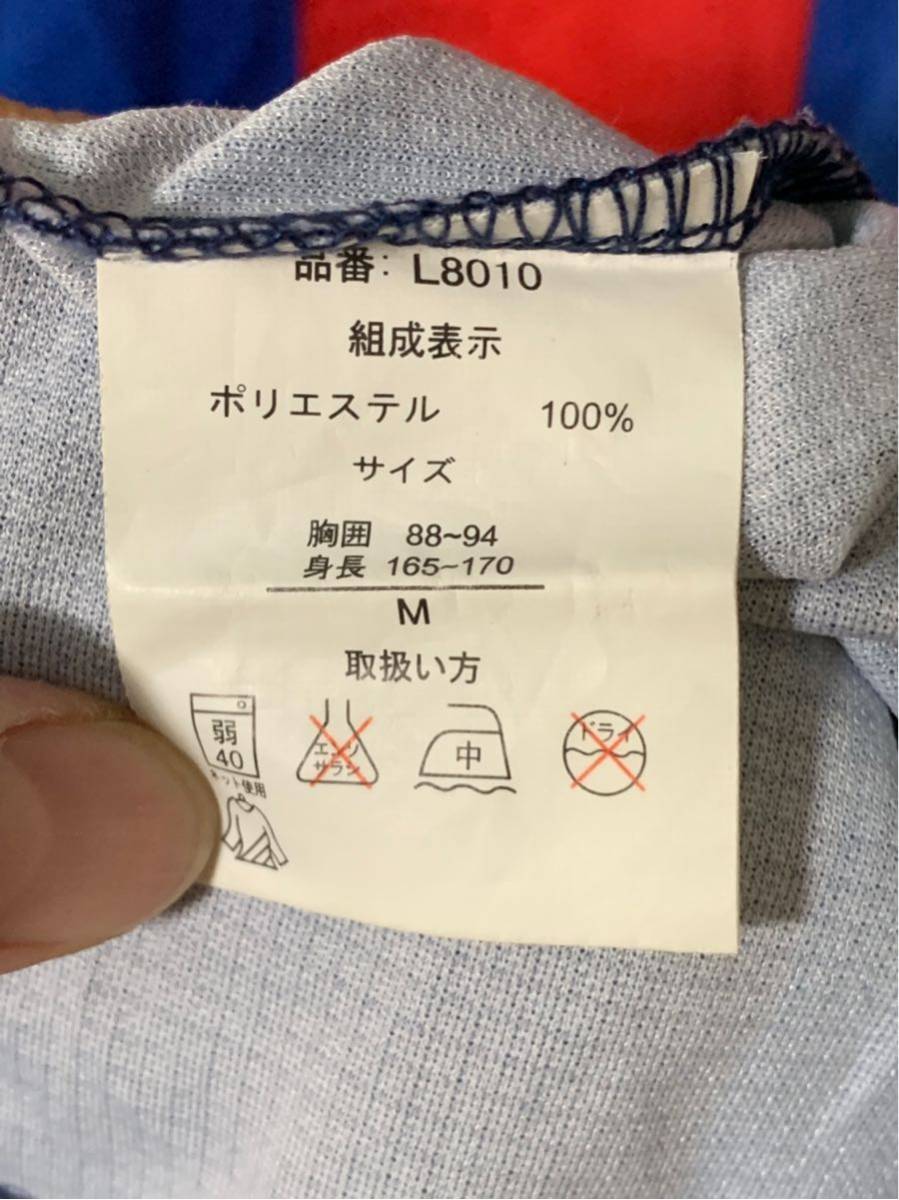 品番: L8010
組成表示
ポリエステル 100%
サイズ
胸囲 88~94
身長 165~170
M
取扱い方
弱
40
ネット使用
エンソ
サラシ
中
ドライ